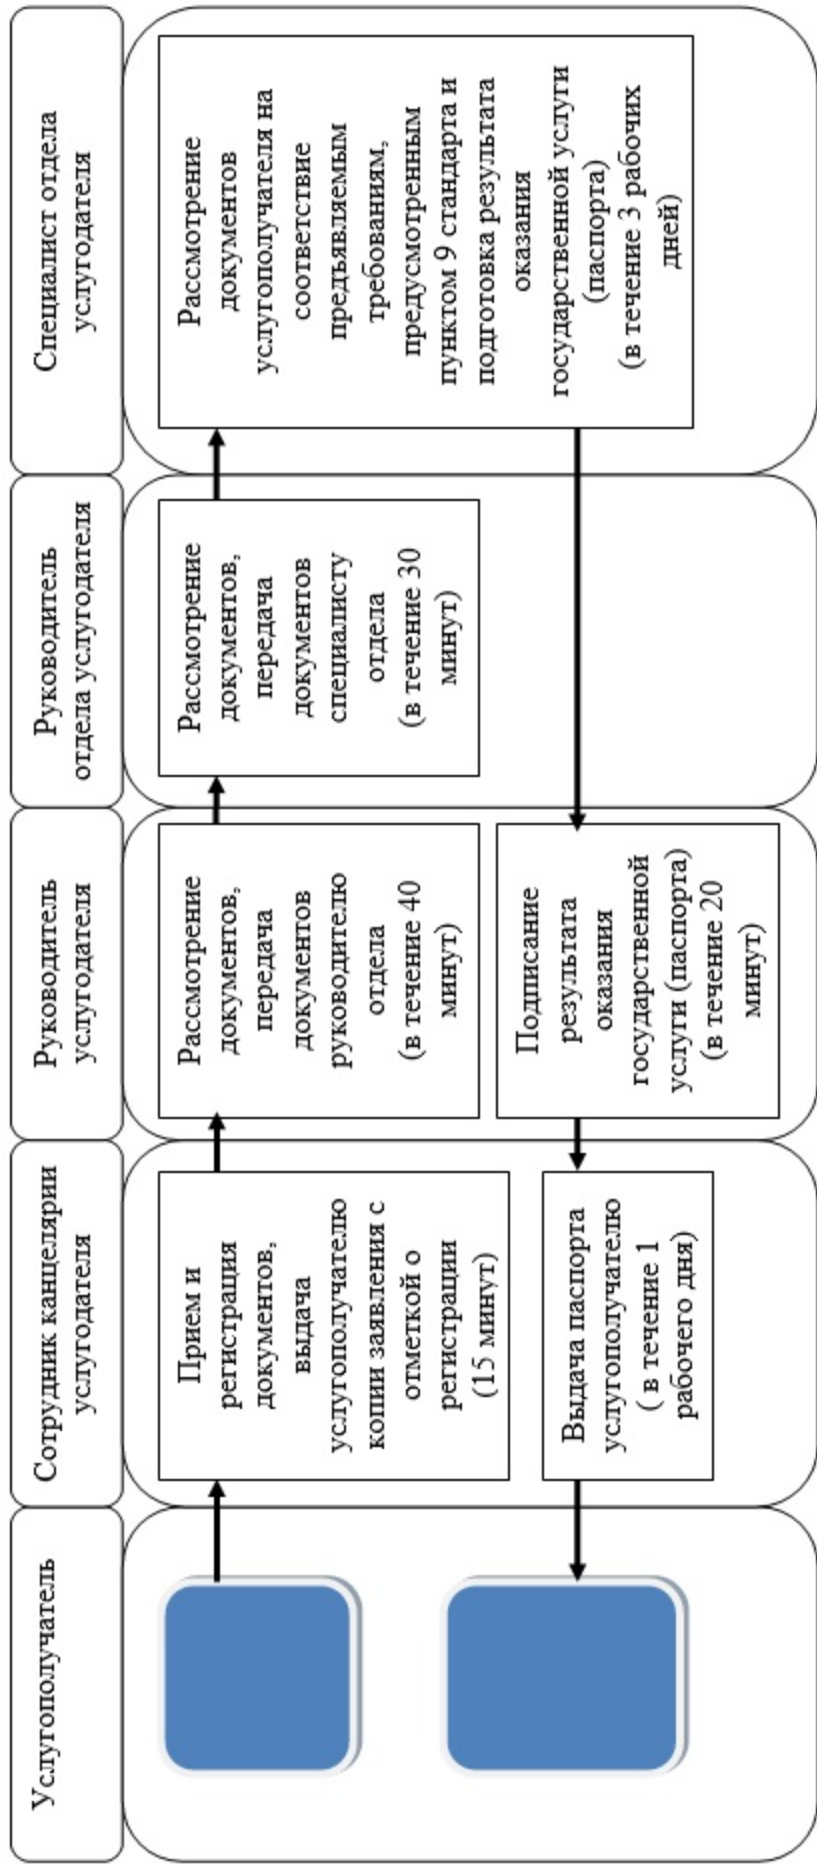 Услугополучатель
Сотрудник канцелярии
услугодателя
Руководитель
услугодателя
Руководитель
отдела услугодателя
Специалист отдела
услугодателя
Прием и
регистрация
документов,
выдача
услугополучателю
копии заявления с
отметкой о
регистрации
(15 минут)
Рассмотрение
документов,
передача
документов
руководителю
отдела
(в течение 40
минут)
Рассмотрение
документов,
передача
документов
специалисту
отдела
(в течение 30
минут)
Рассмотрение
документов
услугополучателя на
соответствие
предъявляемым
требованиям,
предусмотренным
пунктом 9 стандарта и
подготовка результата
оказания
государственной услуги
(паспорта)
(в течение 3 рабочих
дней)
Подписание
результата
оказания
государственной
услуги (паспорта)
(в течение 20
минут)
Выдача паспорта
услугополучателю
( в течение 1
рабочего дня)